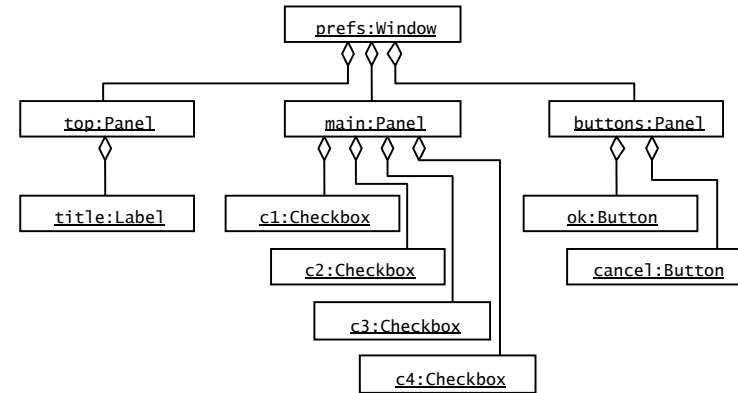 prefs:Window
top:Panel
main:Panel
buttons:Panel
title:Label
c1:Checkbox
ok:Button
c2:Checkbox
cancel:Button
c3:Checkbox
c4:Checkbox